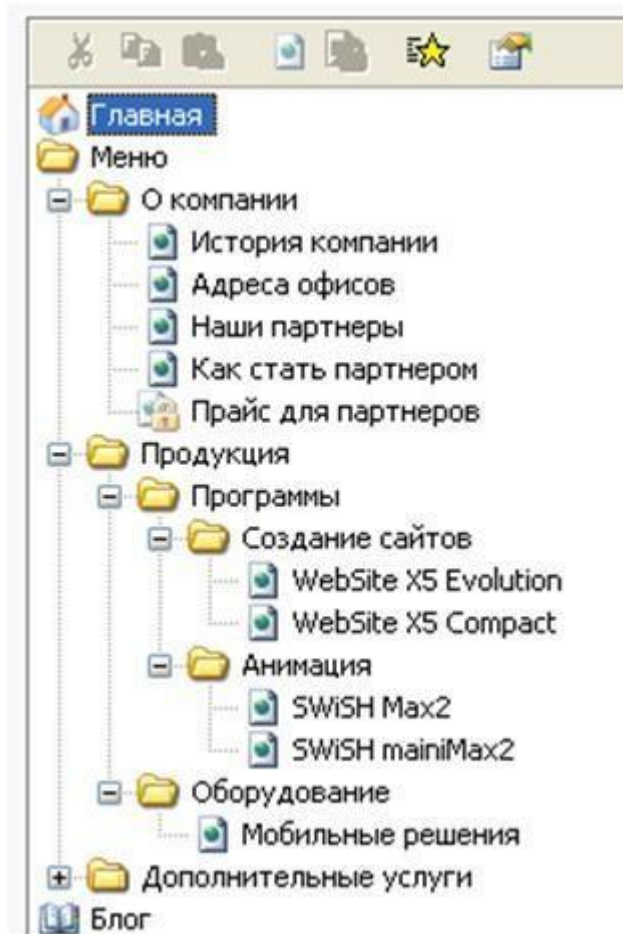 Главная
Меню
О компании
История компании
Адреса офисов
Наши партнеры
Как стать партнером
Прайс для партнеров
Продукция
Программы
Создание сайтов
WebSite X5 Evolution
WebSite X5 Compact
Анимация
SWiSH Max2
SWiSH mainiMax2
Оборудование
Мобильные решения
Дополнительные услуги
Блог